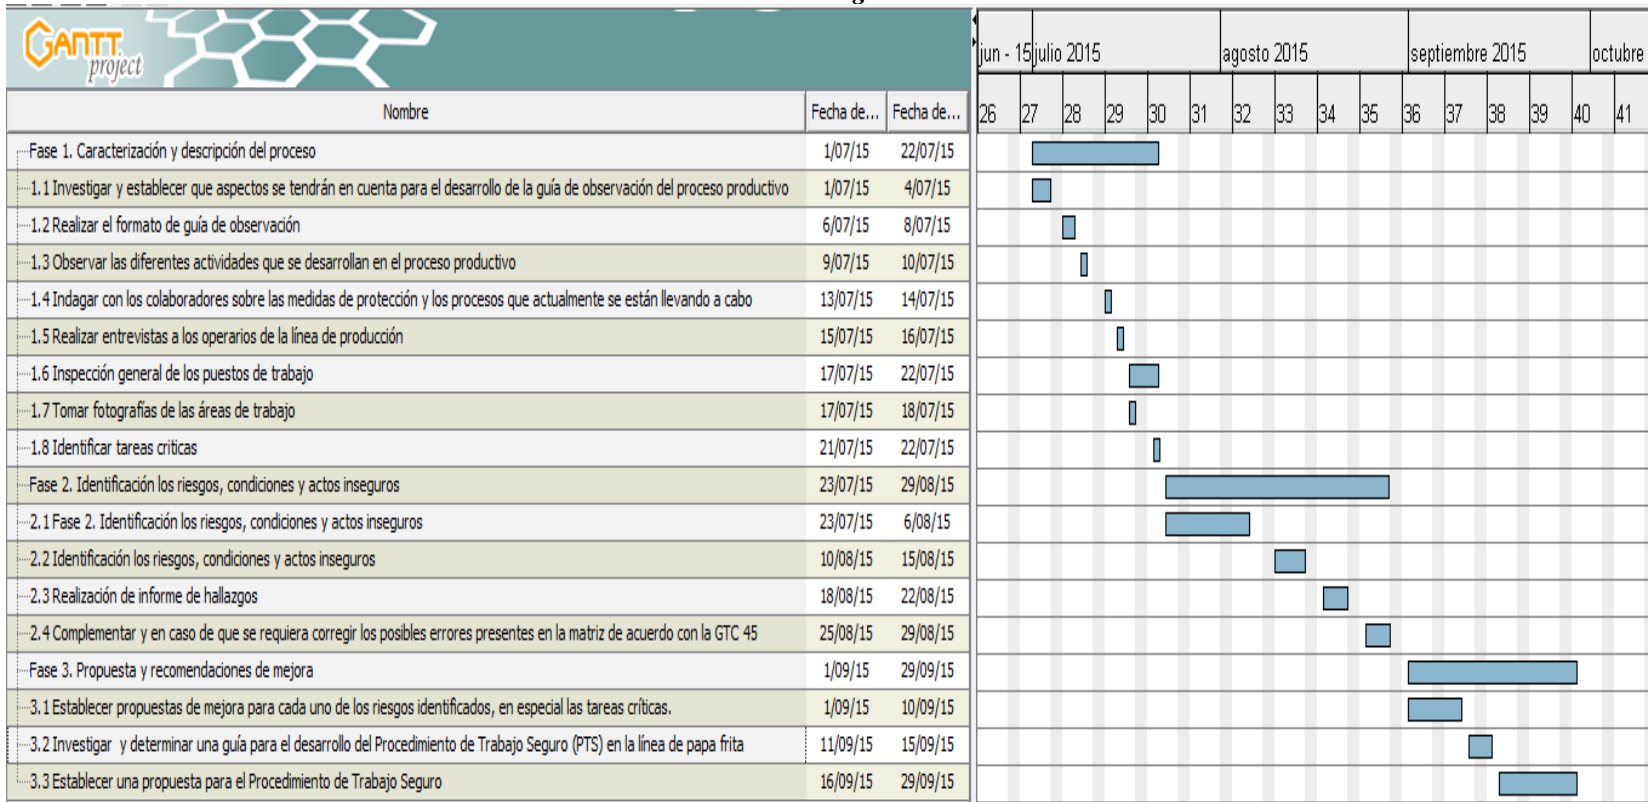 GANTT
project
jun - 15 julio 2015 agosto 2015 septiembre 2015 octubre
Nombre Fecha de... Fecha de... 26 27 28 29 30 31 32 33 34 35 36 37 38 39 40 41
Fase 1. Caracterización y descripción del proceso 1/07/15 22/07/15
1.1 Investigar y establecer que aspectos se tendrán en cuenta para el desarrollo de la guía de observación del proceso productivo 1/07/15 4/07/15
1.2 Realizar el formato de guía de observación 6/07/15 8/07/15
1.3 Observar las diferentes actividades que se desarrollan en el proceso productivo 9/07/15 10/07/15
1.4 Indagar con los colaboradores sobre las medidas de protección y los procesos que actualmente se están llevando a cabo 13/07/15 14/07/15
1.5 Realizar entrevistas a los operarios de la línea de producción 15/07/15 16/07/15
1.6 Inspección general de los puestos de trabajo 17/07/15 22/07/15
1.7 Tomar fotografías de las áreas de trabajo 17/07/15 18/07/15
1.8 Identificar tareas criticas 21/07/15 22/07/15
Fase 2. Identificación los riesgos, condiciones y actos inseguros 23/07/15 29/08/15
2.1 Fase 2. Identificación los riesgos, condiciones y actos inseguros 23/07/15 6/08/15
2.2 Identificación los riesgos, condiciones y actos inseguros 10/08/15 15/08/15
2.3 Realización de informe de hallazgos 18/08/15 22/08/15
2.4 Complementar y en caso de que se requiera corregir los posibles errores presentes en la matriz de acuerdo con la GTC 45 25/08/15 29/08/15
Fase 3. Propuesta y recomendaciones de mejora 1/09/15 29/09/15
3.1 Establecer propuestas de mejora para cada uno de los riesgos identificados, en especial las tareas críticas. 1/09/15 10/09/15
3.2 Investigar y determinar una guía para el desarrollo del Procedimiento de Trabajo Seguro (PTS) en la línea de papa frita 11/09/15 15/09/15
3.3 Establecer una propuesta para el Procedimiento de Trabajo Seguro 16/09/15 29/09/15